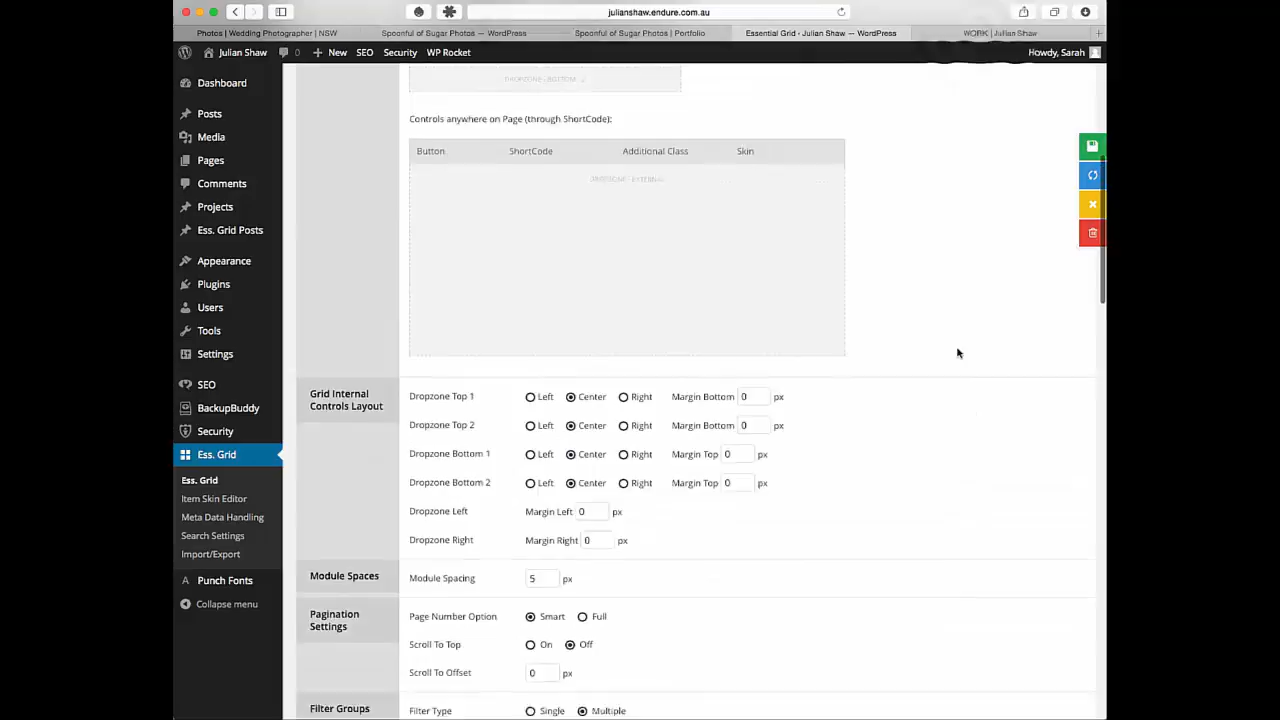 julianshaw.endure.com.au
Photos | Wedding Photographer | NSW
Spoonful of Sugar Photos — WordPress
Spoonful of Sugar Photos | Portfolio
Essential Grid ‹ Julian Shaw — WordPress
WORK | Julian Shaw
Julian Shaw 0 New SEO Security WP Rocket Howdy, Sarah
Dashboard
Posts
Media
Pages
Comments
Projects
Ess. Grid Posts
Appearance
Plugins
Users
Tools
Settings
SEO
BackupBuddy
Security
Ess. Grid
Ess. Grid
Item Skin Editor
Meta Data Handling
Search Settings
Import/Export
Punch Fonts
Collapse menu
DROPZONE - BOTTOM - 2
Controls anywhere on Page (through ShortCode):
Button ShortCode Additional Class Skin
DROPZONE - EXTERNAL
Grid Internal
Controls Layout
Dropzone Top 1 Left Center Right Margin Bottom 0 px
Dropzone Top 2 Left Center Right Margin Bottom 0 px
Dropzone Bottom 1 Left Center Right Margin Top 0 px
Dropzone Bottom 2 Left Center Right Margin Top 0 px
Dropzone Left Margin Left 0 px
Dropzone Right Margin Right 0 px
Module Spaces
Module Spacing 5 px
Pagination
Settings
Page Number Option Smart Full
Scroll To Top On Off
Scroll To Offset 0 px
Filter Groups
Filter Type Single Multiple